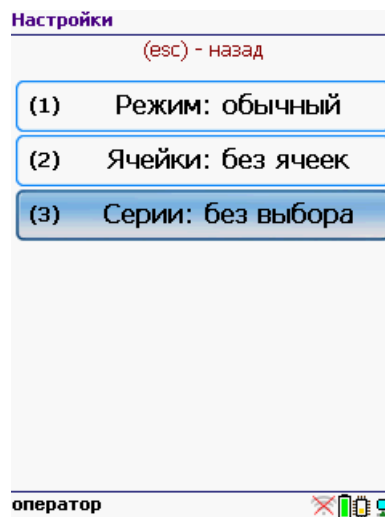 Настройки
(esc) - назад
(1) Режим: обычный
(2) Ячейки: без ячеек
(3) Серии: без выбора
оператор